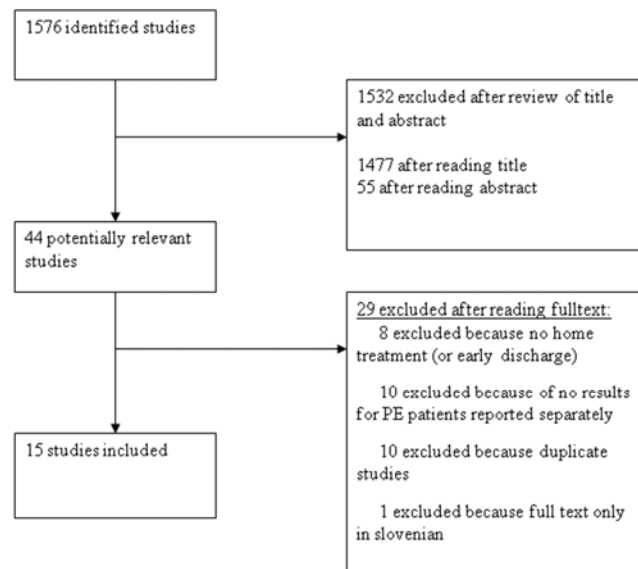 1576 identified studies
1532 excluded after review of title
and abstract
1477 after reading title
55 after reading abstract
44 potentially relevant
studies
29 excluded after reading fulltext:
8 excluded because no home
treatment (or early discharge)
10 excluded because of no results
for PE patients reported separately
10 excluded because duplicate
studies
1 excluded because full text only
in slovenian
15 studies included